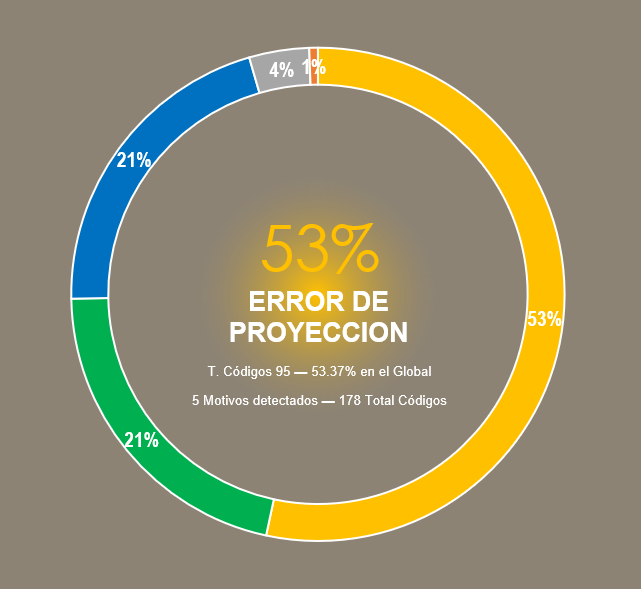 4%
1%
21%
53%
ERROR DE
PROYECCION
53%
T. Códigos 95 — 53.37% en el Global
5 Motivos detectados — 178 Total Códigos
21%